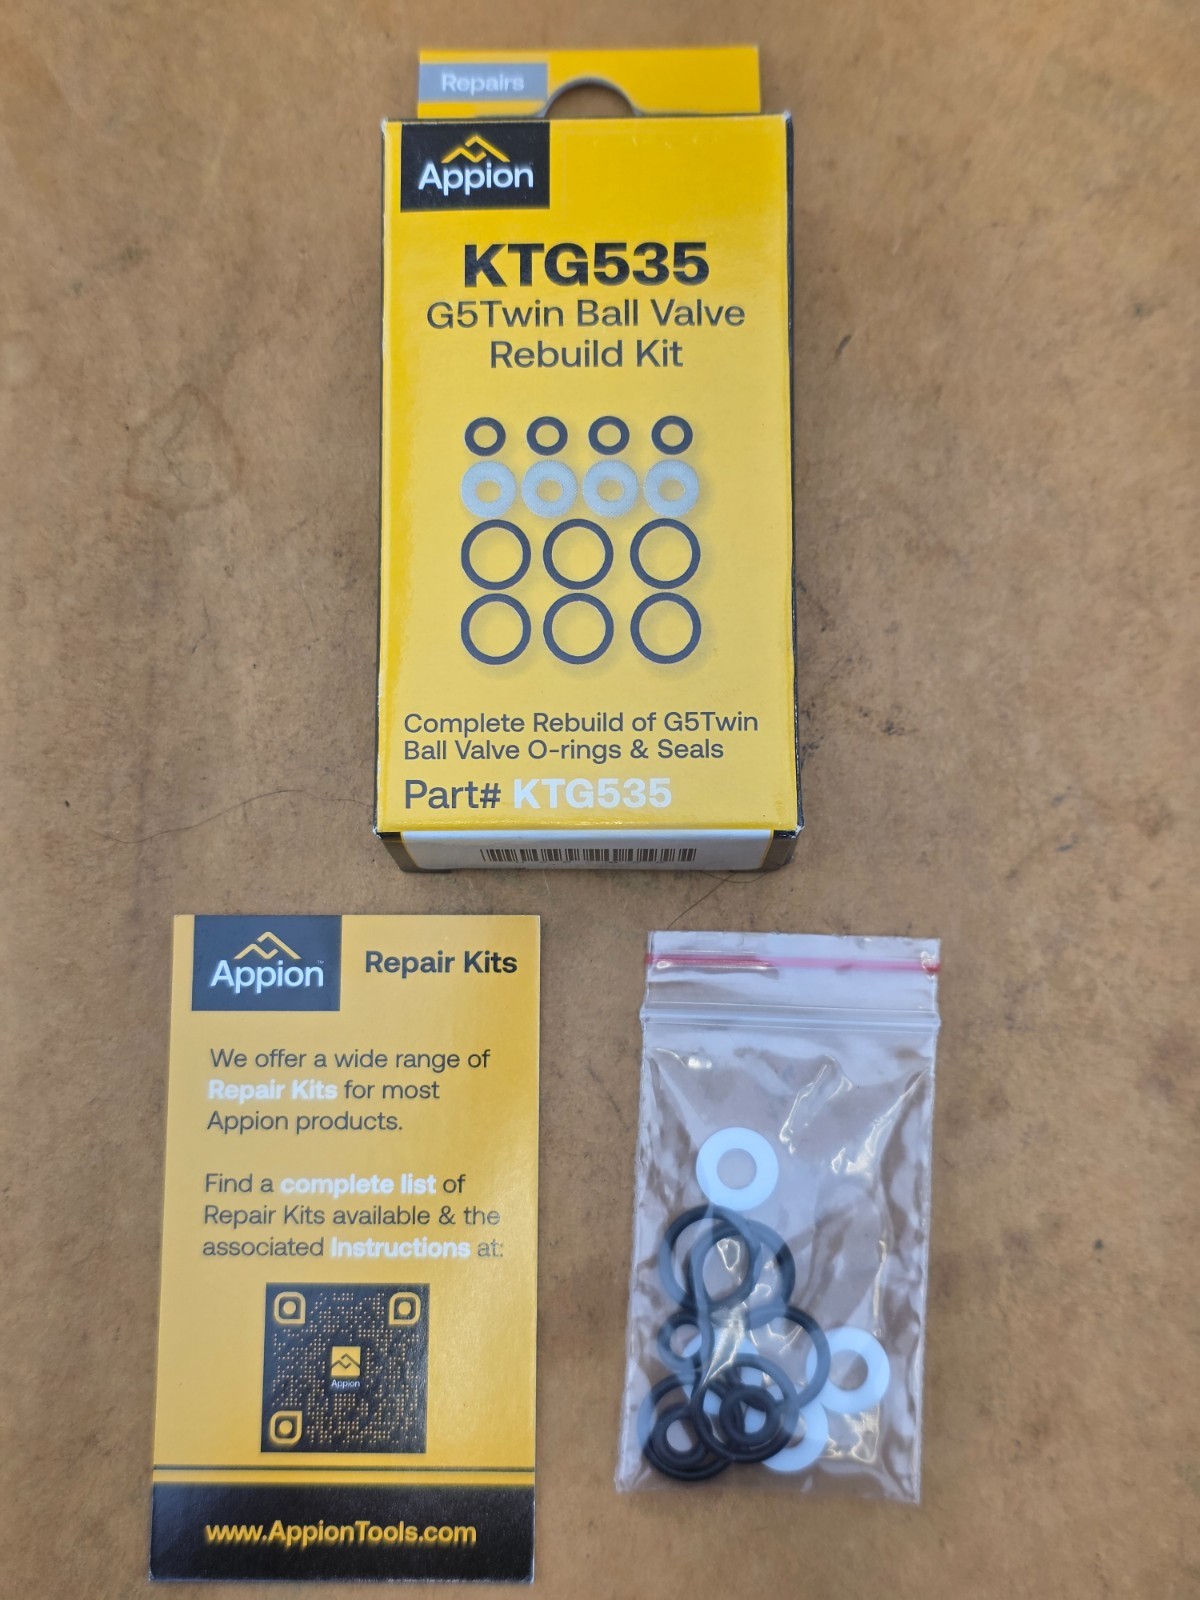 Repairs
Appion
KTG535
G5Twin Ball Valve
Rebuild Kit
Complete Rebuild of G5Twin
Ball Valve O-rings & Seals
Part# KTG535
Appion™
Repair Kits
We offer a wide range of
Repair Kits for most
Appion products.
Find a complete list of
Repair Kits available & the
associated Instructions at:
Appion
www.AppionTools.com